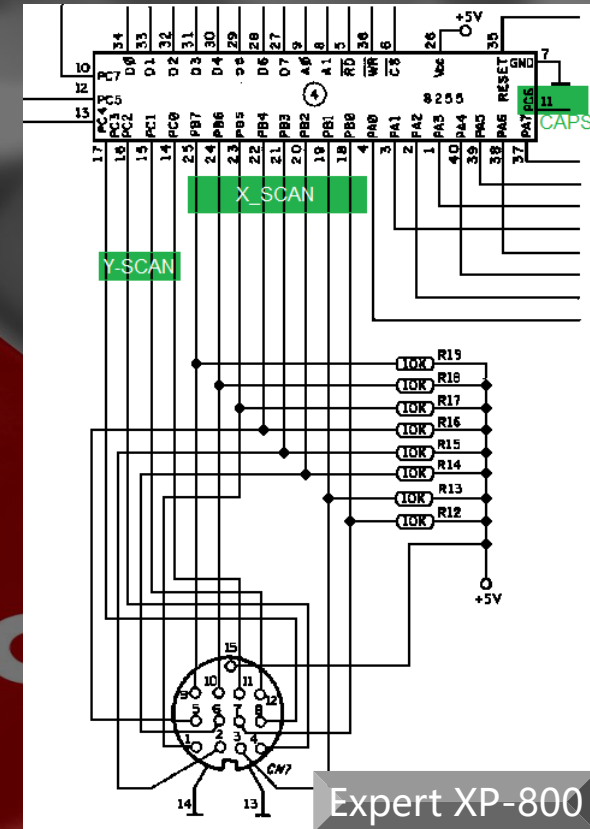 +5V
34 33 32 31 30 29 28 27 9 8 5 36 6 26 35
D0 D1 D2 D3 D4 D5 D6 D7 A0 A1 RD WR CS Vcc RESET GND 7
10 PC7
12 PC5
13 PC4
4
8255
PC6 11
CAPS
PC3 PC2 PC1 PC0 PB7 PB6 PB5 PB4 PB3 PB2 PB1 PB0 PA0 PA1 PA2 PA3 PA4 PA5 PA6 PA7
17 16 15 14 25 24 23 22 21 20 19 18 4 3 2 1 40 39 38 37
X_SCAN
Y-SCAN
10K R19
10K R18
10K R17
10K R16
10K R15
10K R14
10K R13
10K R12
+5V
15
9 10 11 12
5 6 7 8
1 2 3 4
CN7
14 13
Expert XP-800